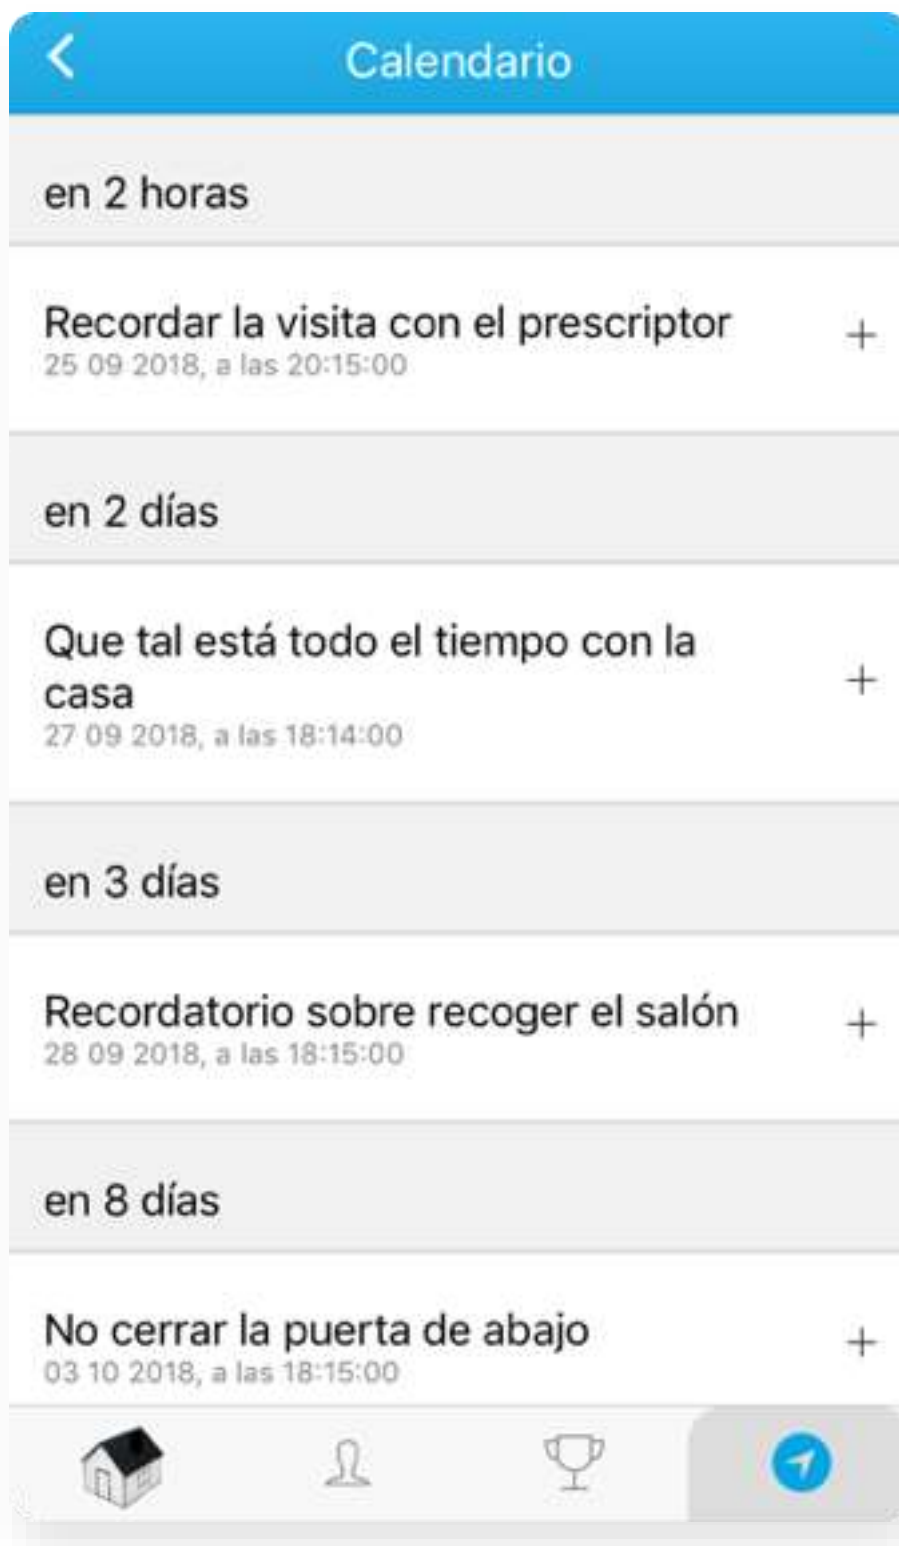 Calendario
en 2 horas
Recordar la visita con el prescriptor
25 09 2018, a las 20:15:00
en 2 días
Que tal está todo el tiempo con la
casa
27 09 2018, a las 18:14:00
en 3 días
Recordatorio sobre recoger el salón
28 09 2018, a las 18:15:00
en 8 días
No cerrar la puerta de abajo
03 10 2018, a las 18:15:00